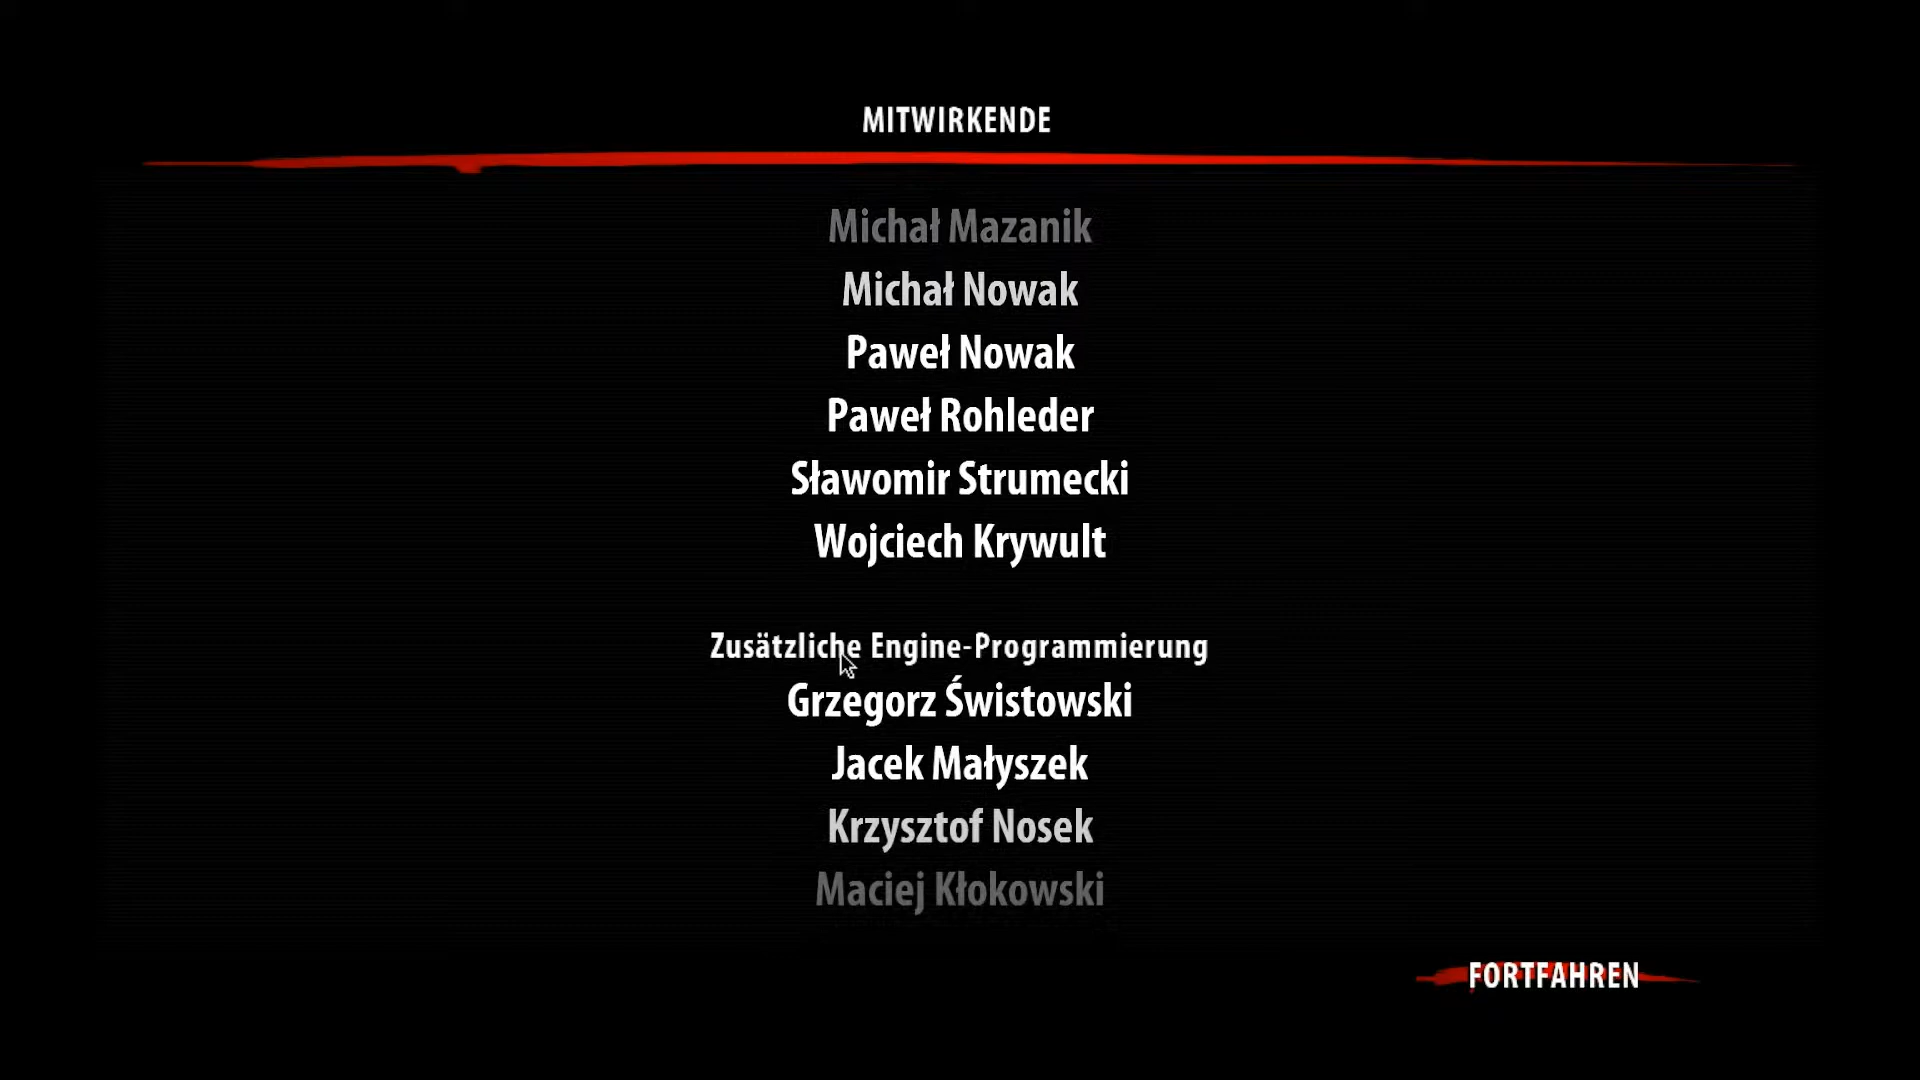 MITWIRKENDE
Michał Mazanik
Michał Nowak
Paweł Nowak
Paweł Rohleder
Sławomir Strumecki
Wojciech Krywult
Zusätzliche Engine-Programmierung
Grzegorz Świstowski
Jacek Małyszek
Krzysztof Nosek
Maciej Kłokowski
FORTFAHREN